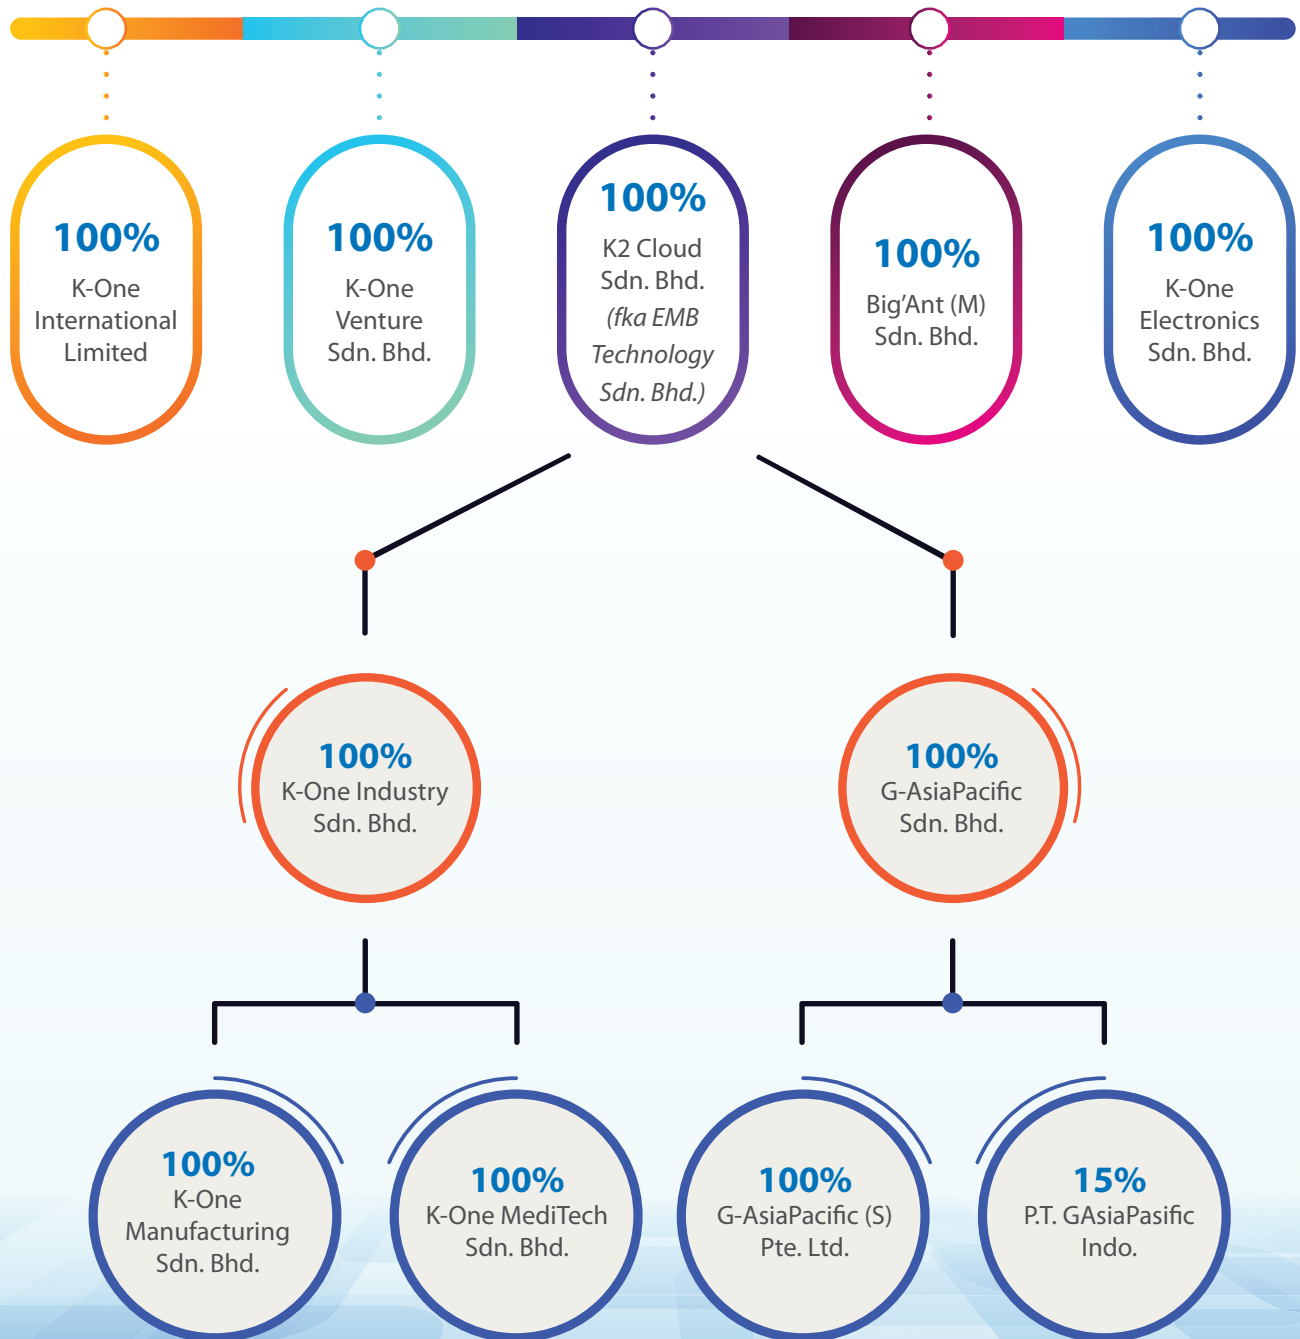 100%
K-One
International
Limited
100%
K-One
Venture
Sdn. Bhd.
100%
K2 Cloud
Sdn. Bhd.
(fka EMB
Technology
Sdn. Bhd.)
100%
Big'Ant (M)
Sdn. Bhd.
100%
K-One
Electronics
Sdn. Bhd.
100%
K-One Industry
Sdn. Bhd.
100%
G-AsiaPacific
Sdn. Bhd.
100%
K-One
Manufacturing
Sdn. Bhd.
100%
K-One MediTech
Sdn. Bhd.
100%
G-AsiaPacific (S)
Pte. Ltd.
15%
P.T. GAsiaPasific
Indo.